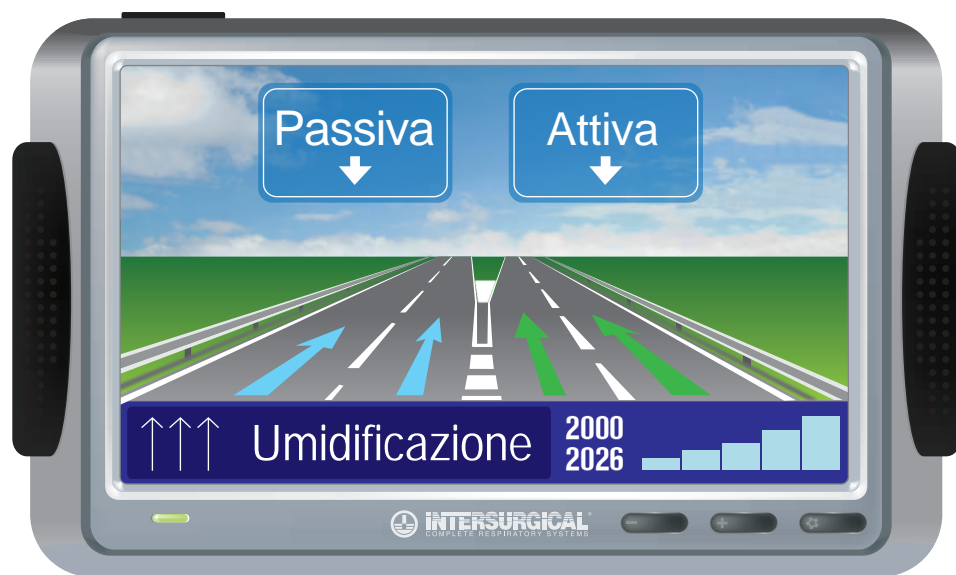 Passiva
Attiva
Umidificazione
2000
2026
INTERSURGICAL
COMPLETE RESPIRATORY SYSTEMS